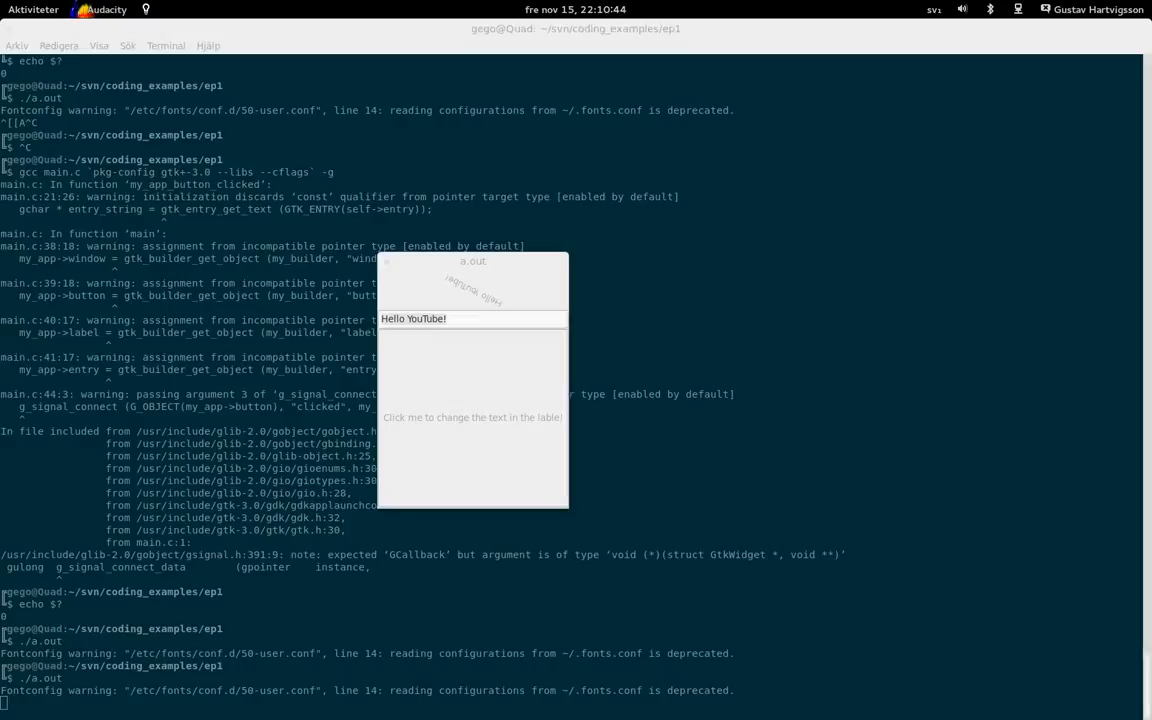 Aktiviteter Audacity fre nov 15, 22:10:44 sv₁ Gustav Hartvigsson
gego@Quad: ~/svn/coding_examples/ep1
Arkiv Redigera Visa Sök Terminal Hjälp
$ echo $?
0
gego@Quad:~/svn/coding_examples/ep1
$ ./a.out
Fontconfig warning: "/etc/fonts/conf.d/50-user.conf", line 14: reading configurations from ~/.fonts.conf is deprecated.
^[[A^C
gego@Quad:~/svn/coding_examples/ep1
$ ^C
gego@Quad:~/svn/coding_examples/ep1
$ gcc main.c `pkg-config gtk+-3.0 --libs --cflags` -g
main.c: In function ‘my_app_button_clicked’:
main.c:21:26: warning: initialization discards ‘const’ qualifier from pointer target type [enabled by default]
gchar * entry_string = gtk_entry_get_text (GTK_ENTRY(self->entry));
^
main.c: In function ‘main’:
main.c:38:18: warning: assignment from incompatible pointer type [enabled by default]
my_app->window = gtk_builder_get_object (my_builder, "wind
^
main.c:39:18: warning: assignment from incompatible pointer t
my_app->button = gtk_builder_get_object (my_builder, "butt
^
main.c:40:17: warning: assignment from incompatible pointer t
my_app->label = gtk_builder_get_object (my_builder, "label
^
main.c:41:17: warning: assignment from incompatible pointer t
my_app->entry = gtk_builder_get_object (my_builder, "entry
^
main.c:44:3: warning: passing argument 3 of ‘g_signal_connect r type [enabled by default]
g_signal_connect (G_OBJECT(my_app->button), "clicked", my_
^
In file included from /usr/include/glib-2.0/gobject/gobject.h
from /usr/include/glib-2.0/gobject/gbinding.
from /usr/include/glib-2.0/glib-object.h:25,
from /usr/include/glib-2.0/gio/gioenums.h:30
from /usr/include/glib-2.0/gio/giotypes.h:30
from /usr/include/glib-2.0/gio/gio.h:28,
from /usr/include/gtk-3.0/gdk/gdkapplaunchco
from /usr/include/gtk-3.0/gdk/gdk.h:32,
from /usr/include/gtk-3.0/gtk/gtk.h:30,
from main.c:1:
/usr/include/glib-2.0/gobject/gsignal.h:391:9: note: expected ‘GCallback’ but argument is of type ‘void (*)(struct GtkWidget *, void **)’
gulong g_signal_connect_data (gpointer instance,
^
gego@Quad:~/svn/coding_examples/ep1
$ echo $?
0
gego@Quad:~/svn/coding_examples/ep1
$ ./a.out
Fontconfig warning: "/etc/fonts/conf.d/50-user.conf", line 14: reading configurations from ~/.fonts.conf is deprecated.
gego@Quad:~/svn/coding_examples/ep1
$ ./a.out
Fontconfig warning: "/etc/fonts/conf.d/50-user.conf", line 14: reading configurations from ~/.fonts.conf is deprecated.
a.out
Hello YouTube!
Hello YouTube!
Click me to change the text in the lable!